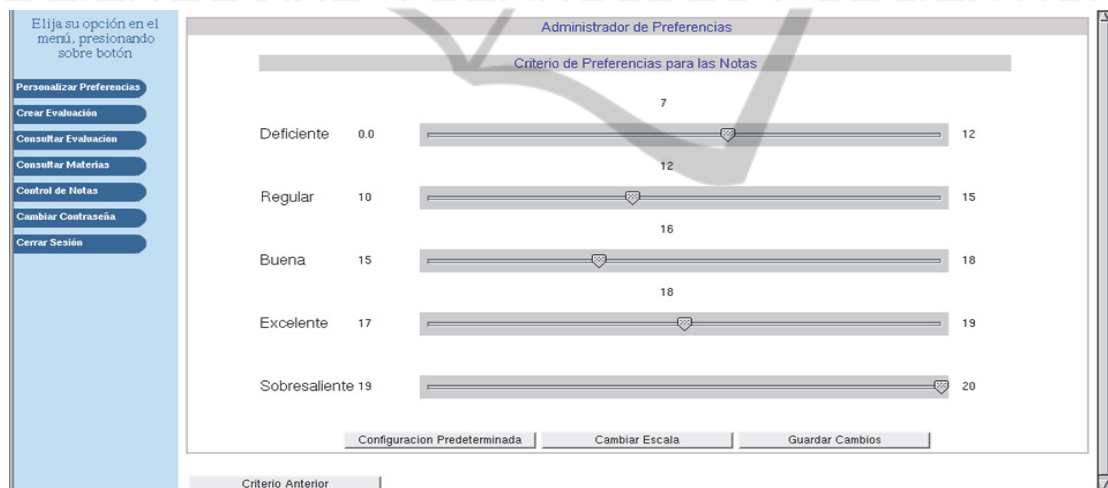 Elija su opción en el
menú, presionando
sobre botón
Personalizar Preferencias
Crear Evaluación
Consultar Evaluacion
Consultar Materias
Control de Notas
Cambiar Contraseña
Cerrar Sesión
Administrador de Preferencias
Criterio de Preferencias para las Notas
7
Deficiente 0.0 12
12
Regular 10 15
16
Buena 15 18
18
Excelente 17 19
Sobresaliente 19 20
Configuracion Predeterminada Cambiar Escala Guardar Cambios
Criterio Anterior